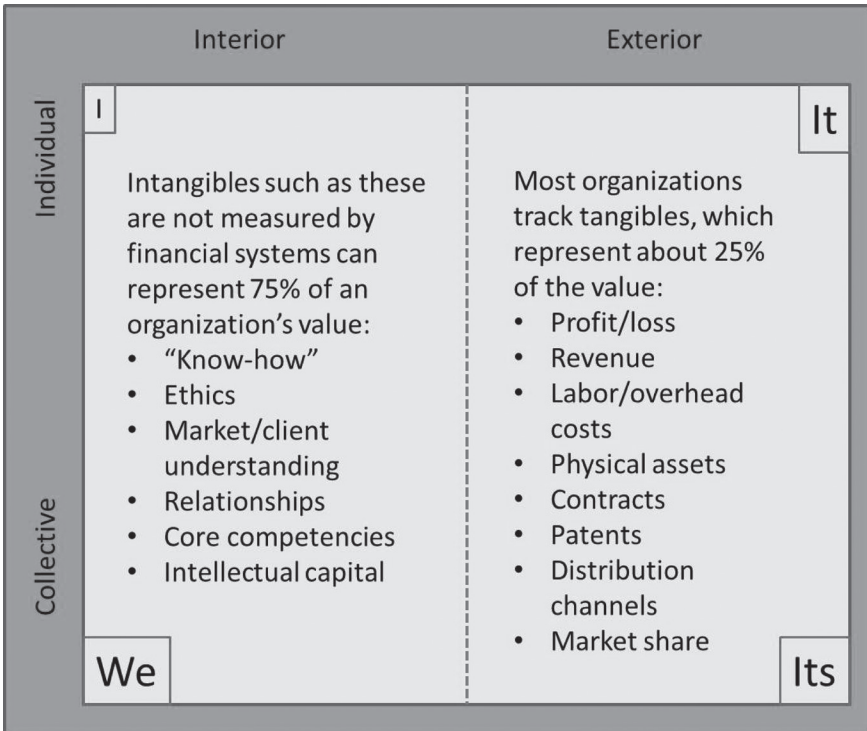 Interior
Exterior
Individual
Collective
I
It
Intangibles such as these
are not measured by
financial systems can
represent 75% of an
organization's value:
• “Know-how”
• Ethics
• Market/client
understanding
• Relationships
• Core competencies
• Intellectual capital
Most organizations
track tangibles, which
represent about 25%
of the value:
• Profit/loss
• Revenue
• Labor/overhead
costs
• Physical assets
• Contracts
• Patents
• Distribution
channels
• Market share
We
Its